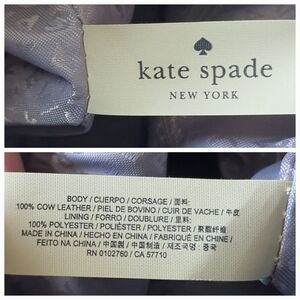 kate spade
NEW YORK
BODY / CUERPO / CORSAGE / 面料:
100% COW LEATHER / PIEL DE BOVINO / CUIR DE VACHE / 牛皮
LINING / FORRO / DOUBLURE / 里料:
100% POLYESTER / POLIÉSTER / POLYESTER / 聚酯纤维
MADE IN CHINA / HECHO EN CHINA / FABRIQUÉ EN CHINE /
FEITO NA CHINA / 中国製 / 中国制造 / 제조국명: 중국
RN 0102760 / CA 57710